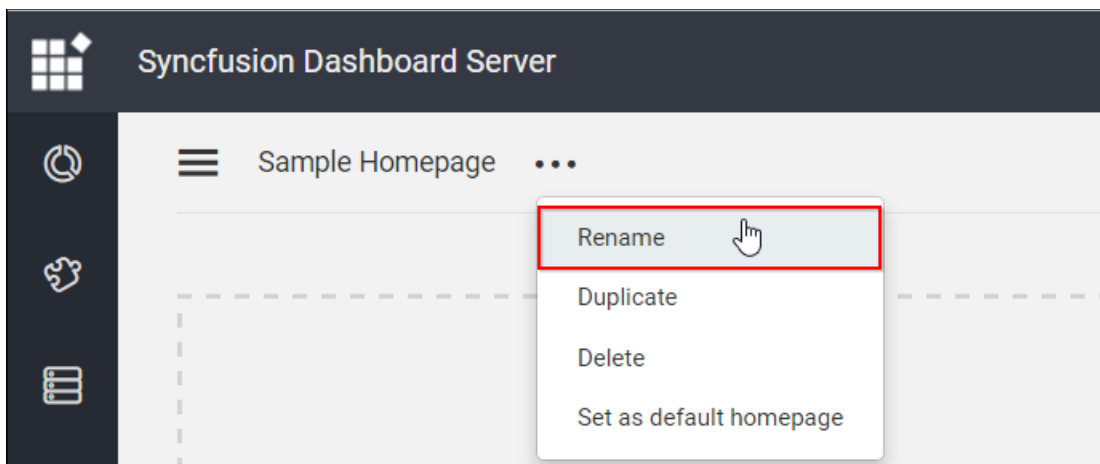 Syncfusion Dashboard Server
Sample Homepage
Rename
Duplicate
Delete
Set as default homepage